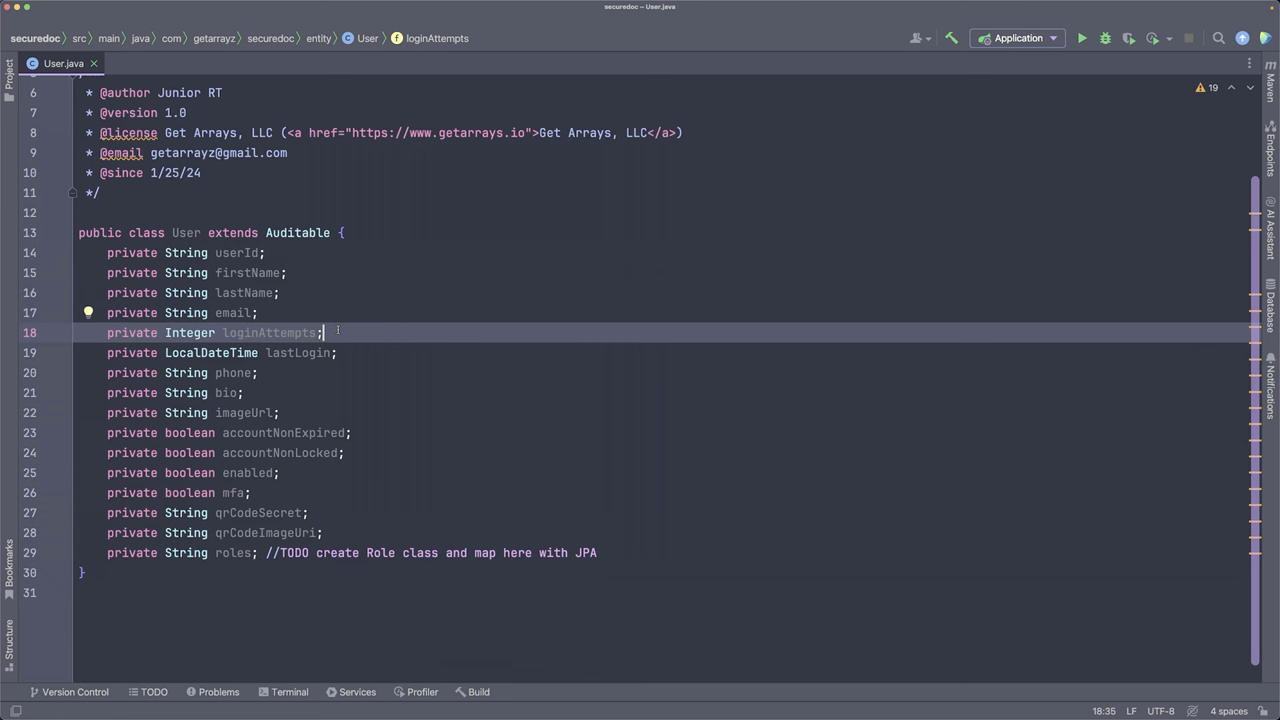 securedoc – User.java
securedoc src main java com getarrayz securedoc entity User loginAttempts
Application
User.java
Project
Maven
Endpoints
AI Assistant
Database
Notifications
Bookmarks
Structure
19
6 * @author Junior RT
7 * @version 1.0
8 * @license Get Arrays, LLC (<a href="https://www.getarrays.io">Get Arrays, LLC</a>)
9 * @email getarrayz@gmail.com
10 * @since 1/25/24
11 */
12
13 public class User extends Auditable {
14 private String userId;
15 private String firstName;
16 private String lastName;
17 private String email;
18 private Integer loginAttempts;
19 private LocalDateTime lastLogin;
20 private String phone;
21 private String bio;
22 private String imageUrl;
23 private boolean accountNonExpired;
24 private boolean accountNonLocked;
25 private boolean enabled;
26 private boolean mfa;
27 private String qrCodeSecret;
28 private String qrCodeImageUri;
29 private String roles; //TODO create Role class and map here with JPA
30 }
31
Version Control TODO Problems Terminal Services Profiler Build
18:35 LF UTF-8 4 spaces